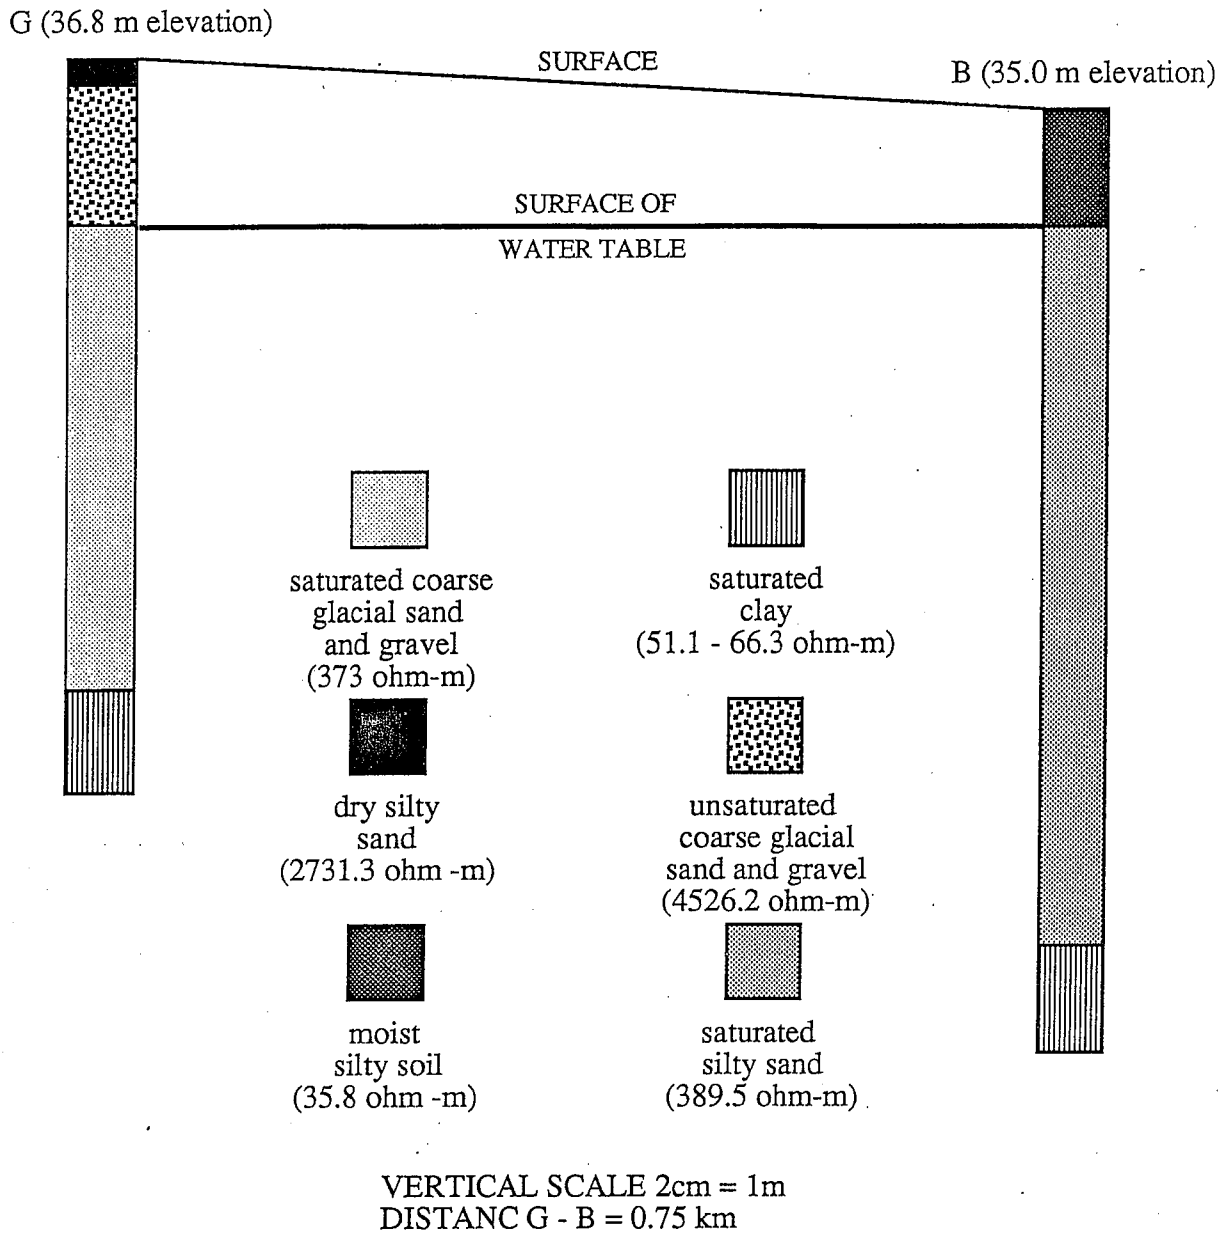 G (36.8 m elevation)
SURFACE
B (35.0 m elevation)
SURFACE OF
WATER TABLE
saturated coarse
glacial sand
and gravel
(373 ohm-m)
saturated
clay
(51.1 - 66.3 ohm-m)
dry silty
sand
(2731.3 ohm -m)
unsaturated
coarse glacial
sand and gravel
(4526.2 ohm-m)
moist
silty soil
(35.8 ohm -m)
saturated
silty sand
(389.5 ohm-m)
VERTICAL SCALE 2cm = 1m
DISTANC G - B = 0.75 km